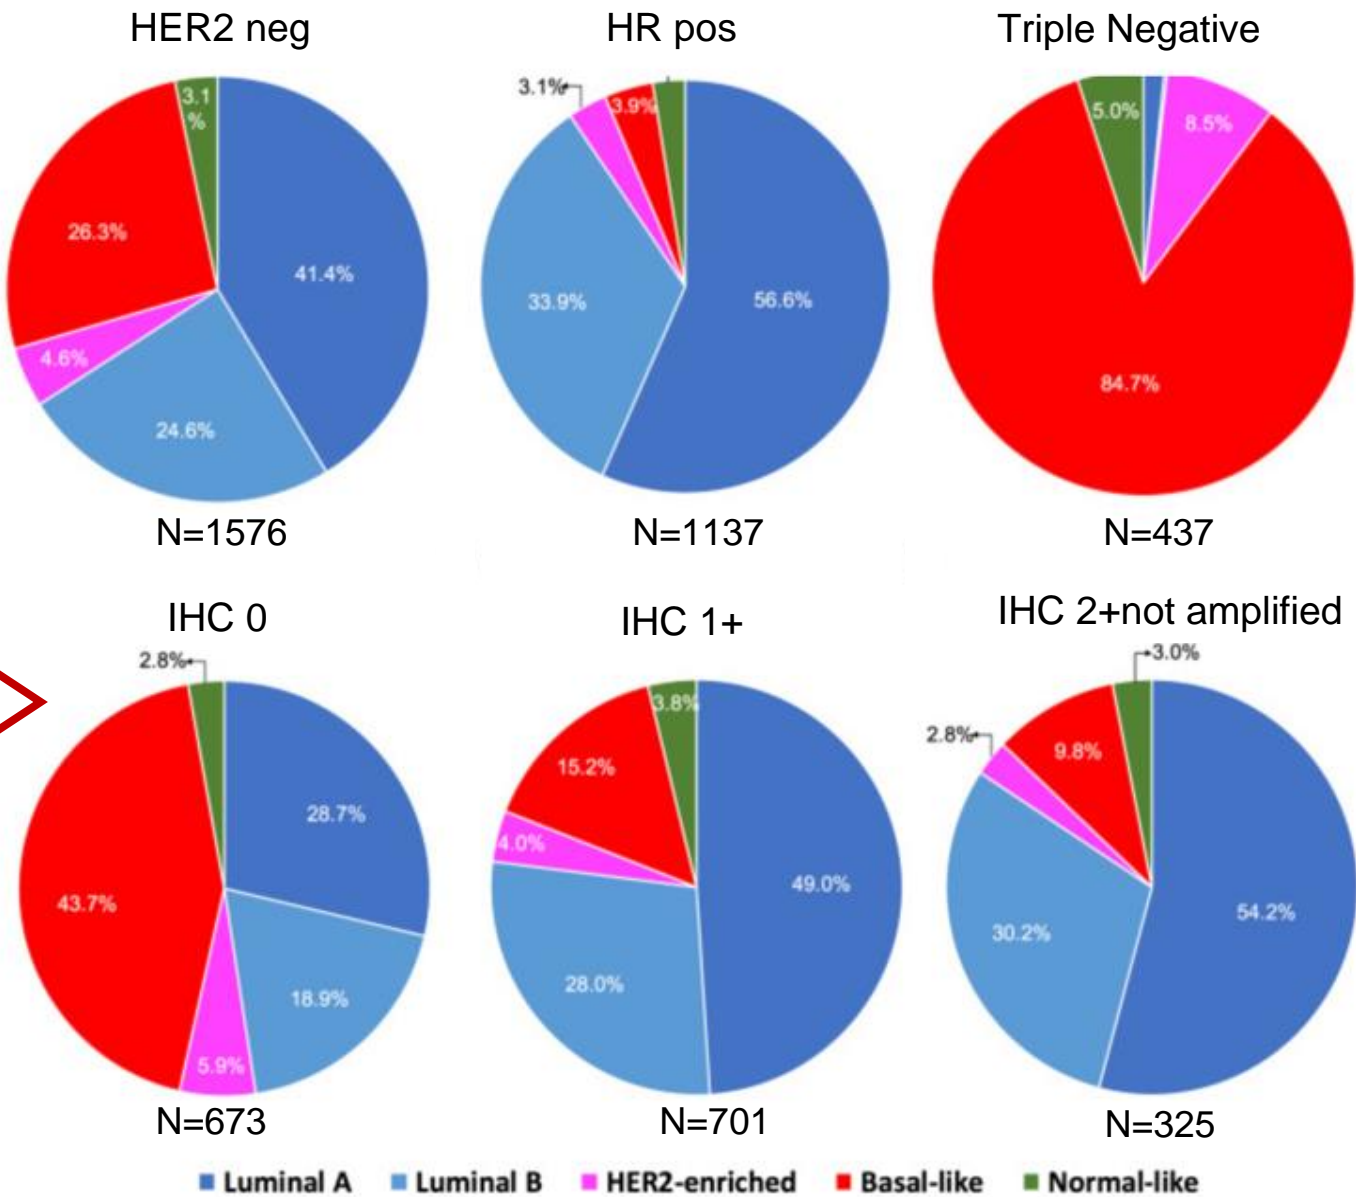 HER2 neg
HR pos
Triple Negative
3.1
%
26.3%
41.4%
4.6%
24.6%
3.1%
3.9%
33.9%
56.6%
5.0%
8.5%
84.7%
N=1576
N=1137
N=437
IHC 0
IHC 1+
IHC 2+not amplified
2.8%
28.7%
43.7%
18.9%
5.9%
3.8%
15.2%
4.0%
49.0%
28.0%
3.0%
2.8%
9.8%
54.2%
30.2%
N=673
N=701
N=325
Luminal A
Luminal B
HER2-enriched
Basal-like
Normal-like